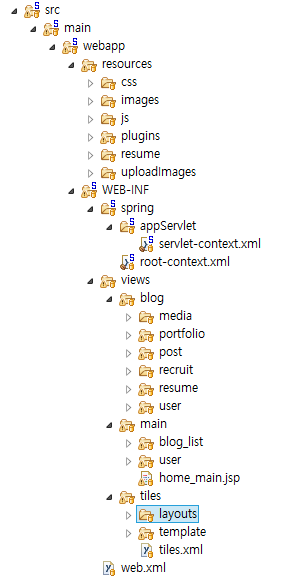 src
main
webapp
resources
css
images
js
plugins
resume
uploadImages
WEB-INF
spring
appServlet
servlet-context.xml
root-context.xml
views
blog
media
portfolio
post
recruit
resume
user
main
blog_list
user
home_main.jsp
tiles
layouts
template
tiles.xml
web.xml